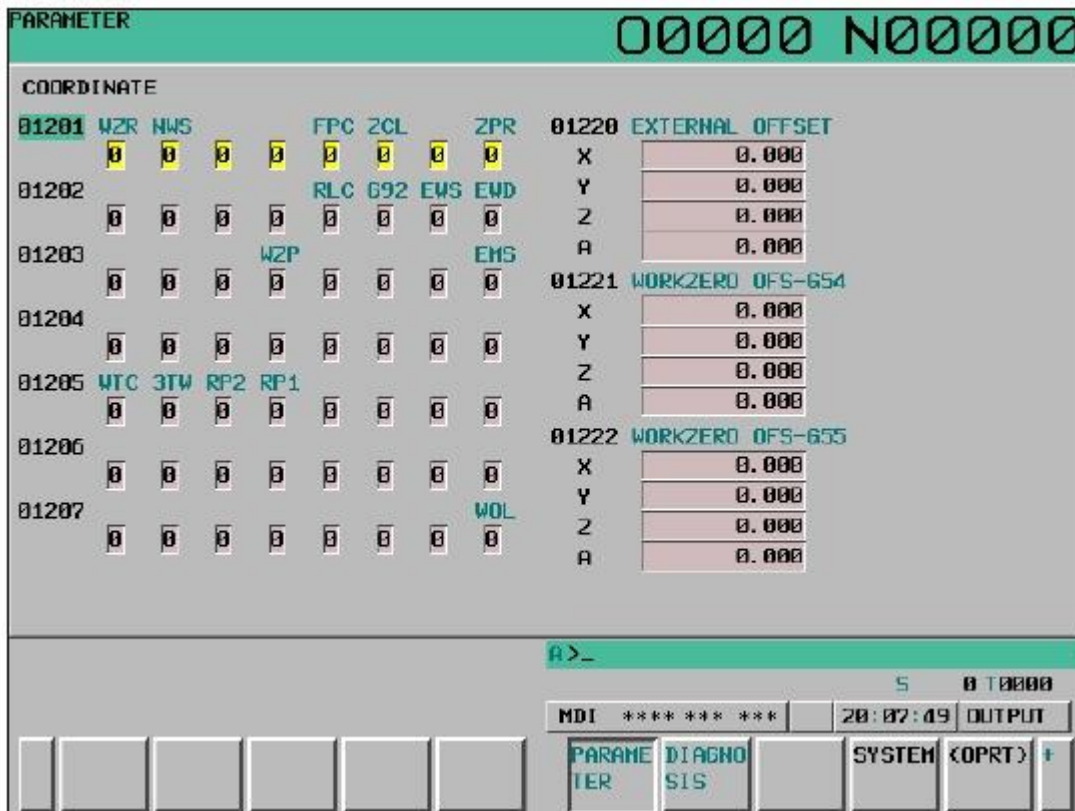 PARAMETER O0000 N00000
COORDINATE
01201 WZR NWS FPC ZCL ZPR
0 0 0 0 0 0 0 0
01202 RLC G92 EWS EWD
0 0 0 0 0 0 0 0
01203 WZP EMS
0 0 0 0 0 0 0 0
01204
0 0 0 0 0 0 0 0
01205 WTC 3TW RP2 RP1
0 0 0 0 0 0 0 0
01206
0 0 0 0 0 0 0 0
01207 WOL
0 0 0 0 0 0 0 0
01220 EXTERNAL OFFSET
X 0.000
Y 0.000
Z 0.000
A 0.000
01221 WORKZERO OFS-G54
X 0.000
Y 0.000
Z 0.000
A 0.000
01222 WORKZERO OFS-G55
X 0.000
Y 0.000
Z 0.000
A 0.000
A>_
S 0 T0000
MDI **** *** *** 20:07:49 OUTPUT
PARAME DIAGNO SYSTEM (OPRT) +
TER SIS